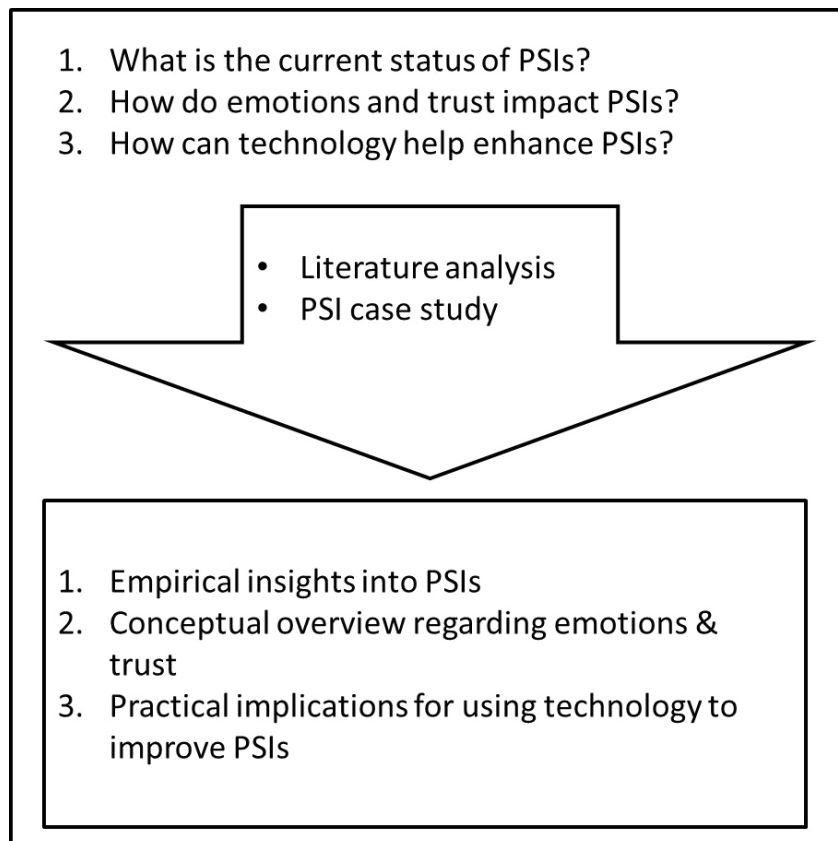 1. What is the current status of PSIs?
2. How do emotions and trust impact PSIs?
3. How can technology help enhance PSIs?
• Literature analysis
• PSI case study
1. Empirical insights into PSIs
2. Conceptual overview regarding emotions &
trust
3. Practical implications for using technology to
improve PSIs